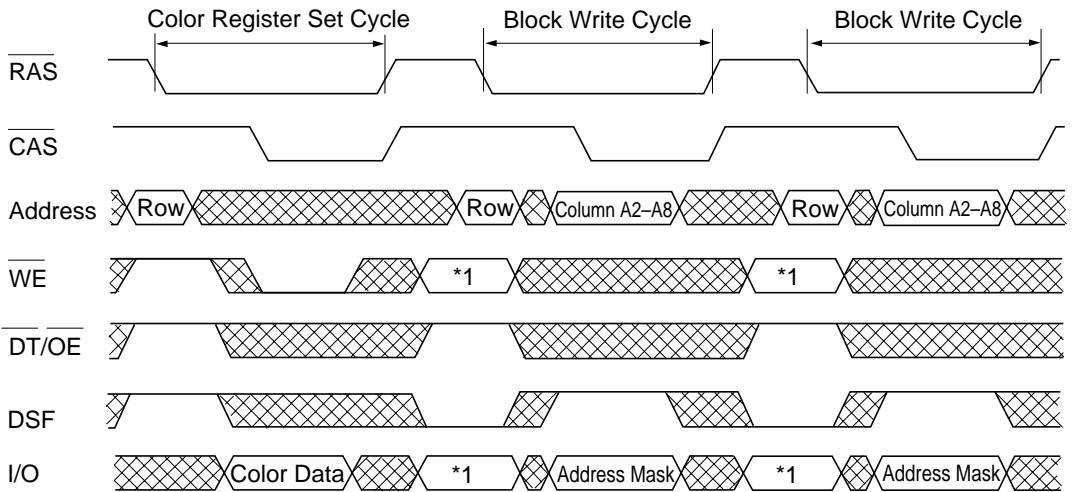 Color Register Set Cycle Block Write Cycle Block Write Cycle
RAS
CAS
Address Row Row Column A2–A8 Row Column A2–A8
WE *1 *1
DT/OE
DSF
I/O Color Data *1 Address Mask *1 Address Mask